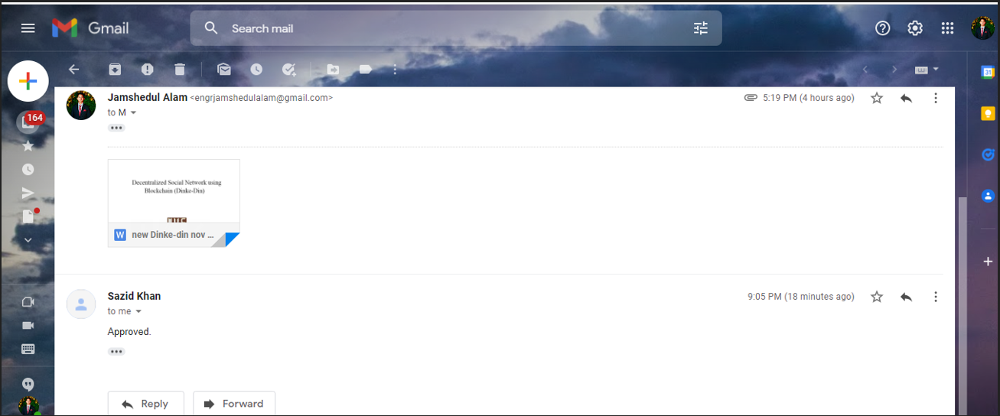 Gmail
Search mail
31
164
Jamshedul Alam <engrjamshedulalam@gmail.com>
5:19 PM (4 hours ago)
to M
Decentralized Social Network using
Blockchain (Dinke-Din)
W new Dinke-din nov ...
Sazid Khan
9:05 PM (18 minutes ago)
to me
Approved.
Reply
Forward